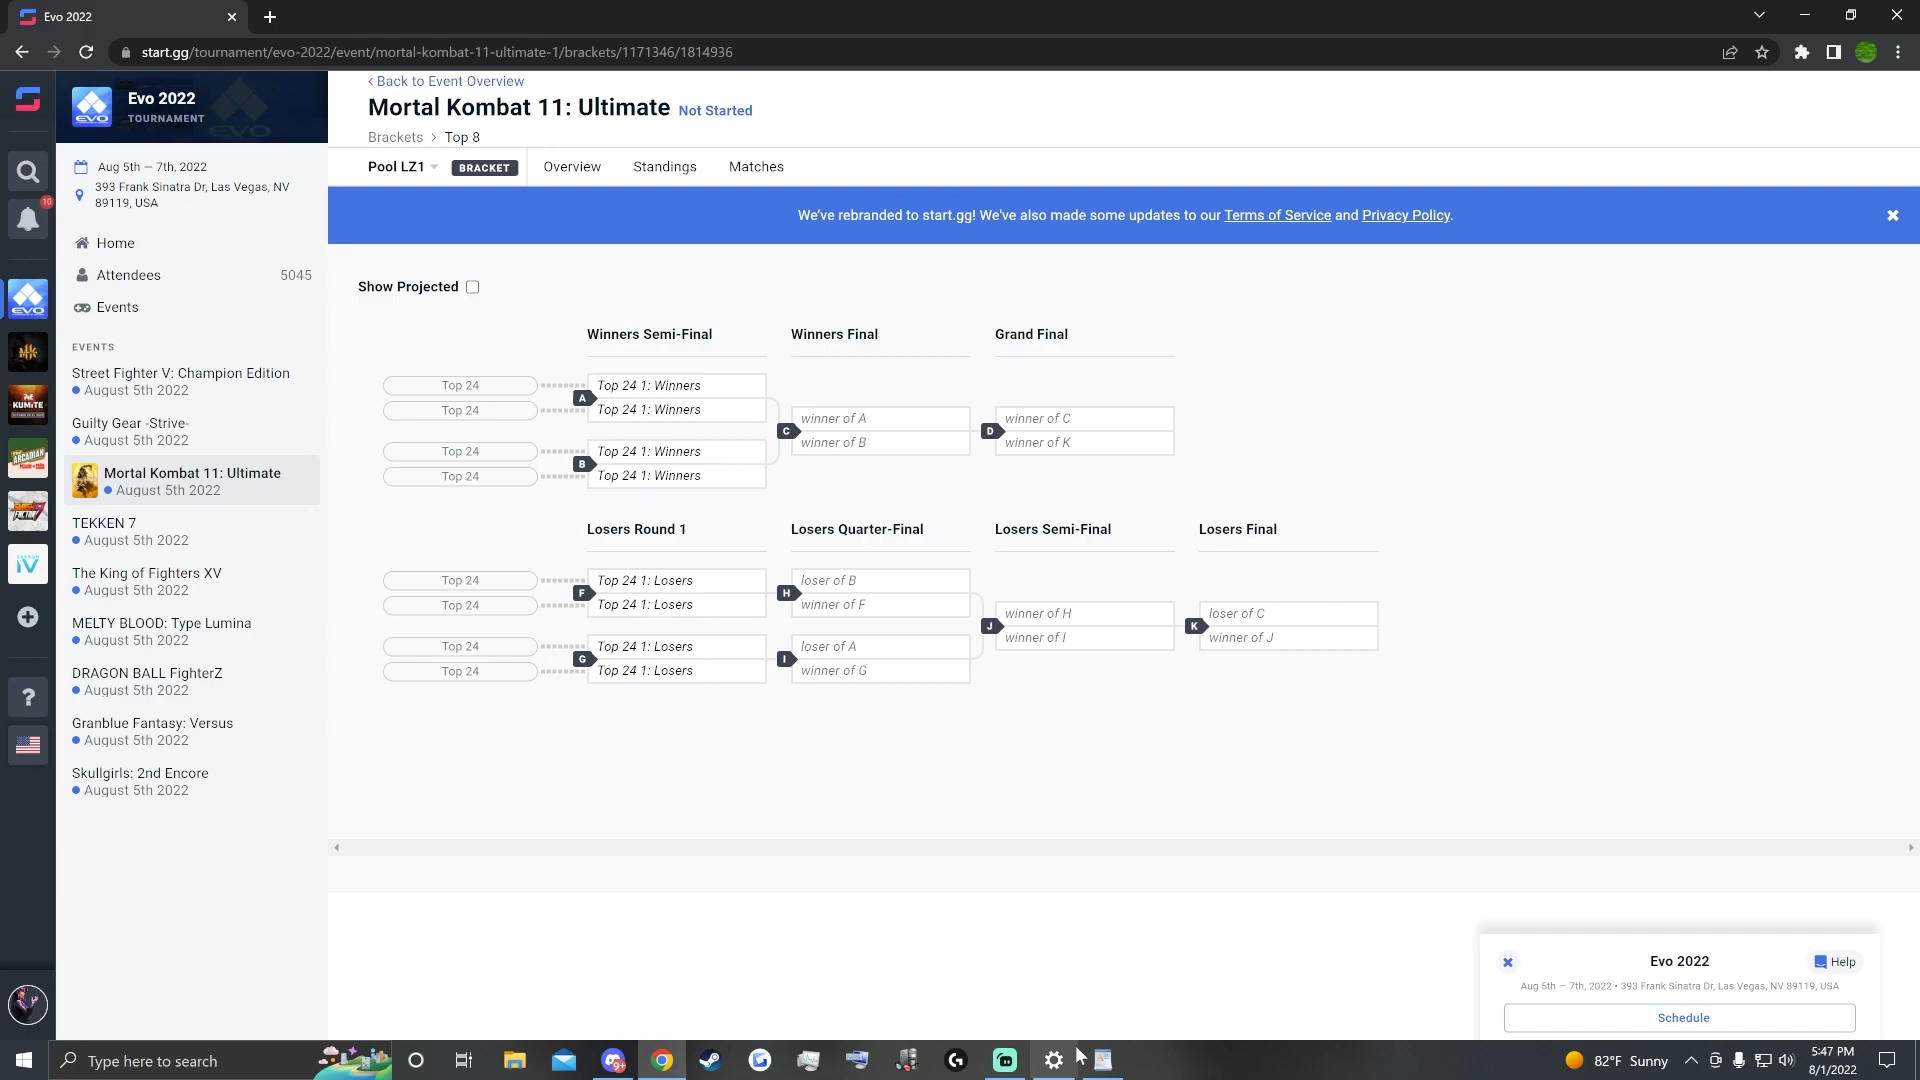 Evo 2022
start.gg/tournament/evo-2022/event/mortal-kombat-11-ultimate-1/brackets/1171346/1814936
EVO
Evo 2022
TOURNAMENT
Aug 5th — 7th, 2022
393 Frank Sinatra Dr, Las Vegas, NV
89119, USA
10
Home
Attendees 5045
Events
EVENTS
Street Fighter V: Champion Edition
August 5th 2022
Guilty Gear -Strive-
August 5th 2022
Mortal Kombat 11: Ultimate
August 5th 2022
TEKKEN 7
August 5th 2022
The King of Fighters XV
August 5th 2022
MELTY BLOOD: Type Lumina
August 5th 2022
DRAGON BALL FighterZ
August 5th 2022
Granblue Fantasy: Versus
August 5th 2022
Skullgirls: 2nd Encore
August 5th 2022
EVO
KUMITE
ARCADIAN
IV
?
‹ Back to Event Overview
Mortal Kombat 11: Ultimate Not Started
Brackets > Top 8
Pool LZ1 BRACKET Overview Standings Matches
We've rebranded to start.gg! We've also made some updates to our Terms of Service and Privacy Policy.
Show Projected
Winners Semi-Final Winners Final Grand Final
Top 24 Top 24 1: Winners
A
Top 24 Top 24 1: Winners
winner of A winner of C
C D
winner of B winner of K
Top 24 Top 24 1: Winners
B
Top 24 Top 24 1: Winners
Losers Round 1 Losers Quarter-Final Losers Semi-Final Losers Final
Top 24 Top 24 1: Losers loser of B
F H
Top 24 Top 24 1: Losers winner of F
winner of H loser of C
J K
winner of I winner of J
Top 24 Top 24 1: Losers loser of A
G I
Top 24 Top 24 1: Losers winner of G
Evo 2022 Help
Aug 5th — 7th, 2022 • 393 Frank Sinatra Dr, Las Vegas, NV 89119, USA
Schedule
Type here to search
9+
82°F Sunny
5:47 PM
8/1/2022